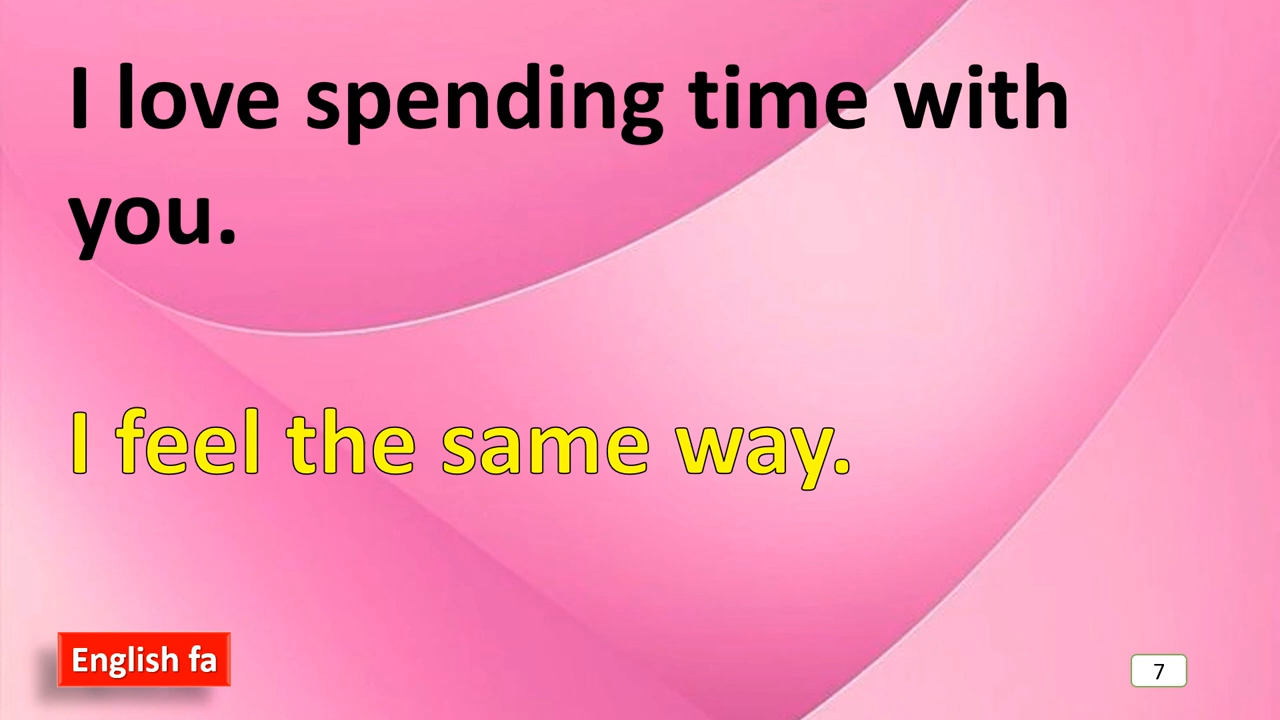 I love spending time with
you.
I feel the same way.
English fa
7